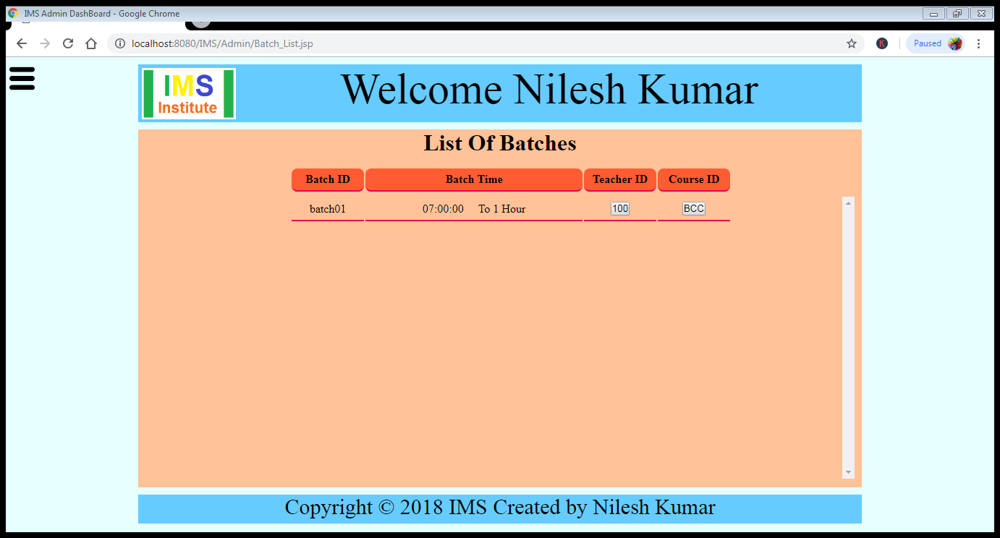 IMS Admin DashBoard - Google Chrome
localhost:8080/IMS/Admin/Batch_List.jsp
K
Paused
IMS
Institute
Welcome Nilesh Kumar
List Of Batches
Batch ID Batch Time Teacher ID Course ID
batch01 07:00:00 To 1 Hour 100 BCC
Copyright © 2018 IMS Created by Nilesh Kumar